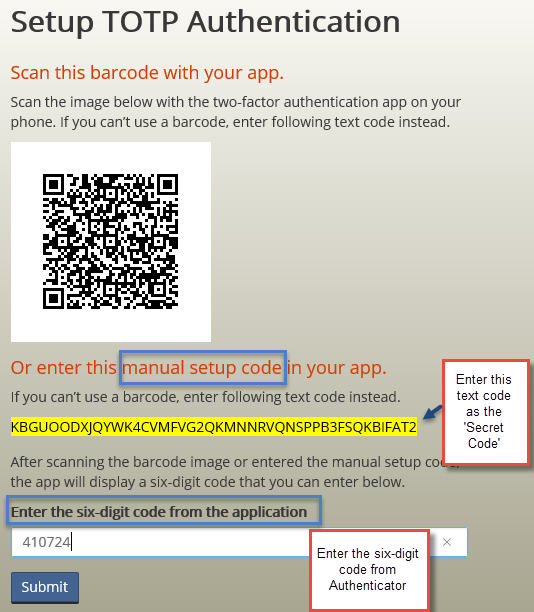 Setup TOTP Authentication
Scan this barcode with your app.
Scan the image below with the two-factor authentication app on your
phone. If you can't use a barcode, enter following text code instead.
Or enter this manual setup code in your app.
If you can't use a barcode, enter following text code instead.
KBGUOODXJQYWK4CVMFVG2QKMNNRVQNSPPB3FSQKBIFAT2
Enter this
text code
as the
'Secret
Code'
After scanning the barcode image or entered the manual setup code,
the app will display a six-digit code that you can enter below.
Enter the six-digit code from the application
410724
×
Enter the six-digit
code from
Authenticator
Submit